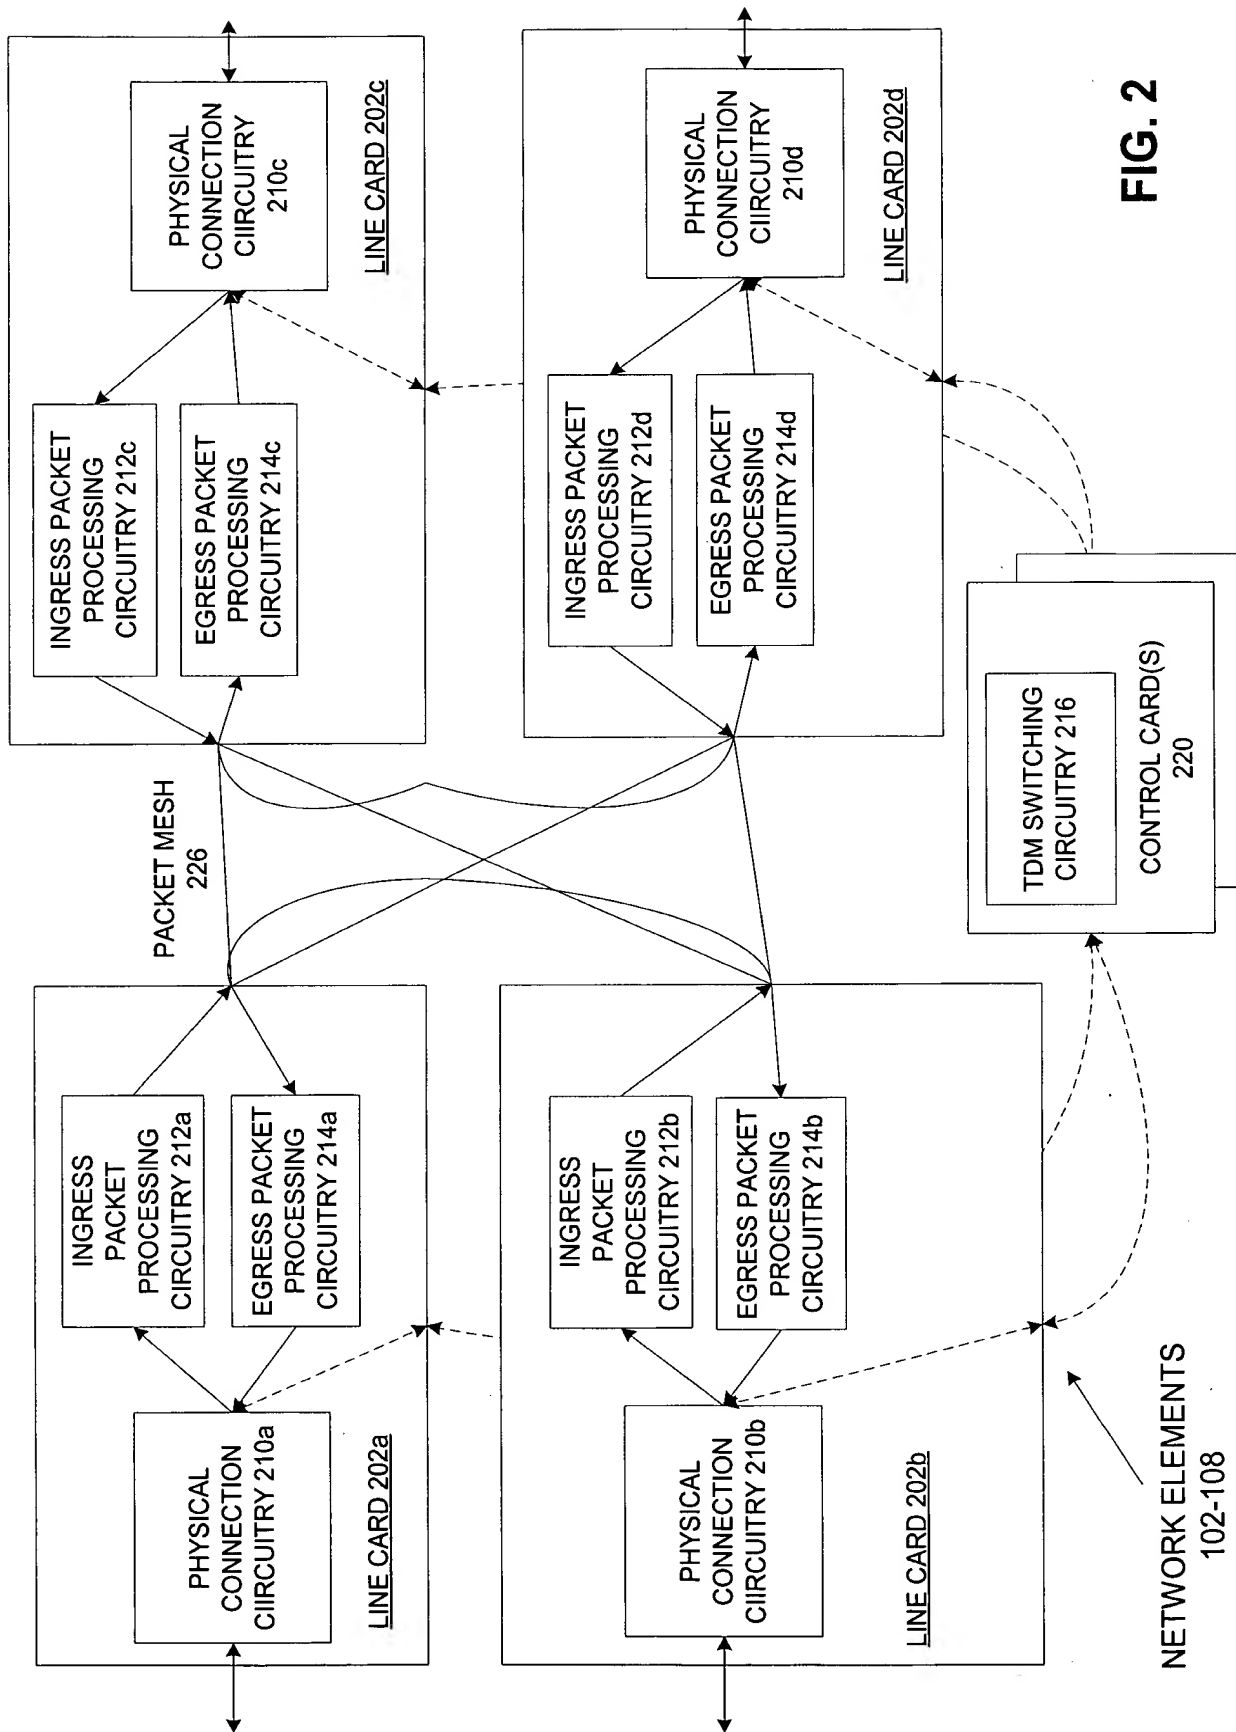 PHYSICAL
CONNECTION
CIIRCUITRY 210a
INGRESS
PACKET
PROCESSING
CIRCUITRY 212a
EGRESS PACKET
PROCESSING
CIRCUITRY 214a
LINE CARD 202a
PACKET MESH
226
INGRESS PACKET
PROCESSING
CIRCUITRY 212c
EGRESS PACKET
PROCESSING
CIRCUITRY 214c
PHYSICAL
CONNECTION
CIIRCUITRY
210c
LINE CARD 202c
PHYSICAL
CONNECTION
CIIRCUITRY 210b
INGRESS
PACKET
PROCESSING
CIRCUITRY 212b
EGRESS PACKET
PROCESSING
CIRCUITRY 214b
LINE CARD 202b
INGRESS PACKET
PROCESSING
CIRCUITRY 212d
EGRESS PACKET
PROCESSING
CIRCUITRY 214d
PHYSICAL
CONNECTION
CIIRCUITRY
210d
LINE CARD 202d
TDM SWITCHING
CIRCUITRY 216
CONTROL CARD(S)
220
NETWORK ELEMENTS
102-108
FIG. 2